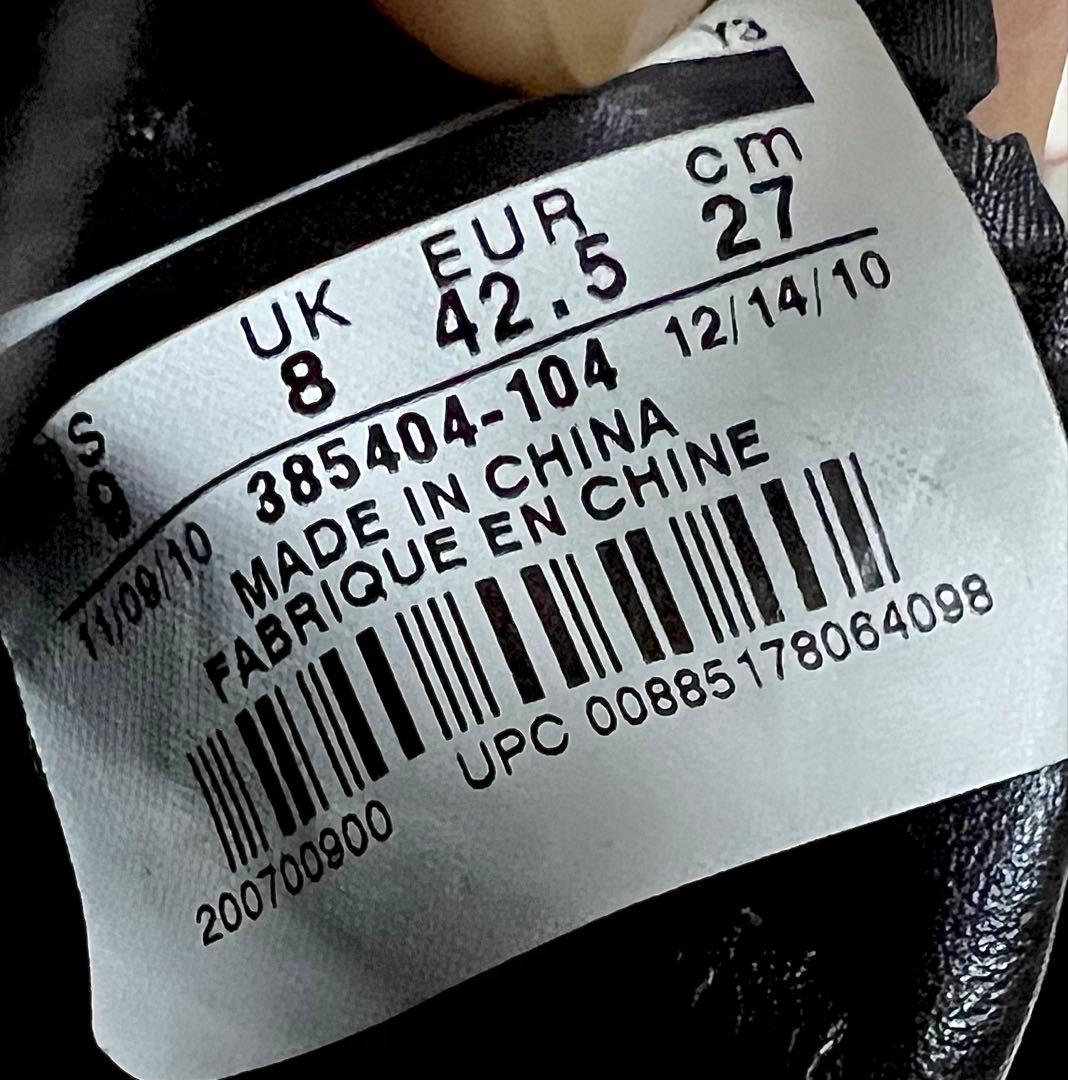 Y3
S UK EUR cm
9 8 42.5 27
11/09/10 385404-104 12/14/10
MADE IN CHINA
FABRIQUE EN CHINE
200700900 UPC 00885178064098